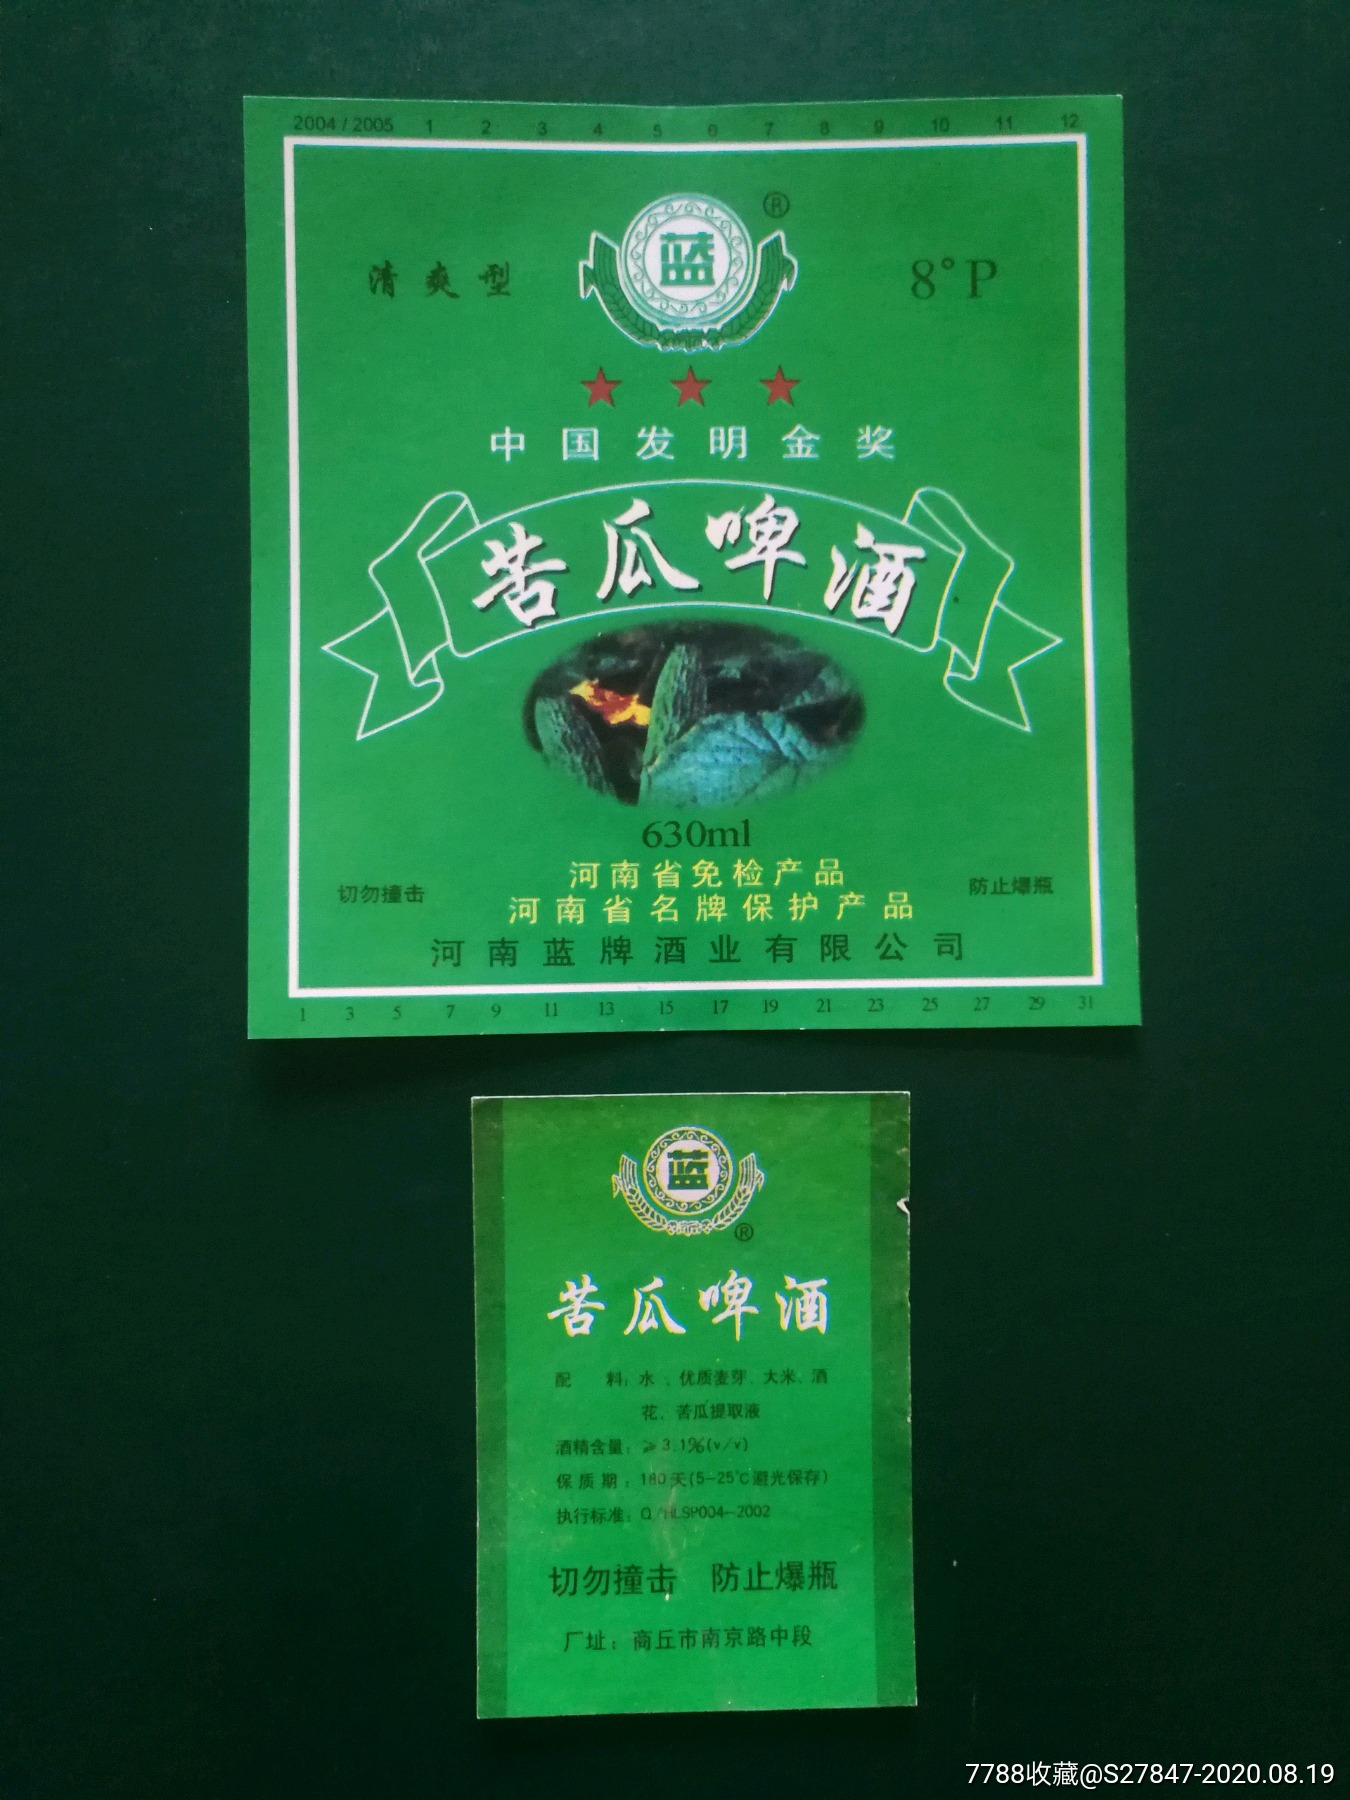 2004 / 2005 1 2 3 4 5 6 7 8 9 10 11 12
蓝 ®
清爽型 8°P
中国发明金奖
苦瓜啤酒
630ml
河南省免检产品
切勿撞击 河南省名牌保护产品 防止爆瓶
河南蓝牌酒业有限公司
1 3 5 7 9 11 13 15 17 19 21 23 25 27 29 31
蓝
®
苦瓜啤酒
配 料：水、优质麦芽、大米、酒
花、苦瓜提取液
酒精含量：≥3.1%(v/v)
保质期：180天(5-25℃避光保存)
执行标准：Q/HLSP004-2002
切勿撞击 防止爆瓶
厂址：商丘市南京路中段
7788收藏@S27847-2020.08.19